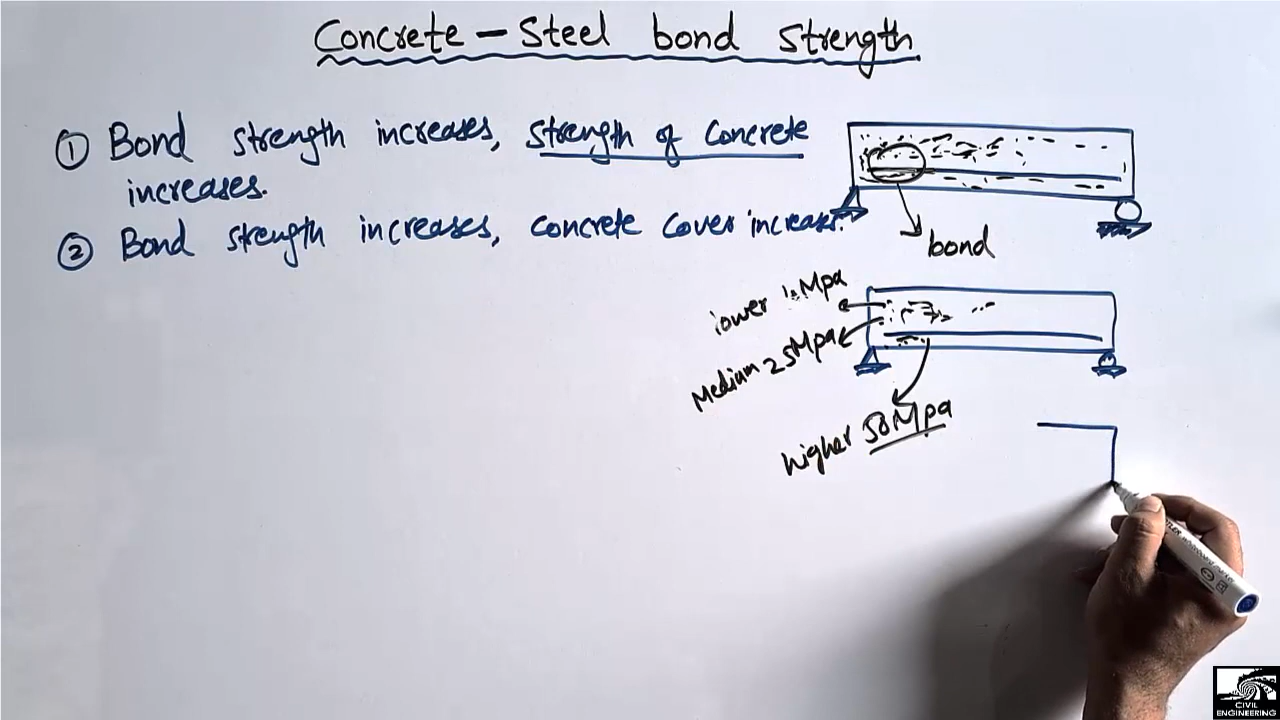 Concrete - Steel bond strength
① Bond strength increases, strength of concrete
increases.
② Bond strength increases, concrete cover increases.
bond
lower Mpa
Medium 25Mpa
higher 50Mpa
CIVIL
ENGINEERING